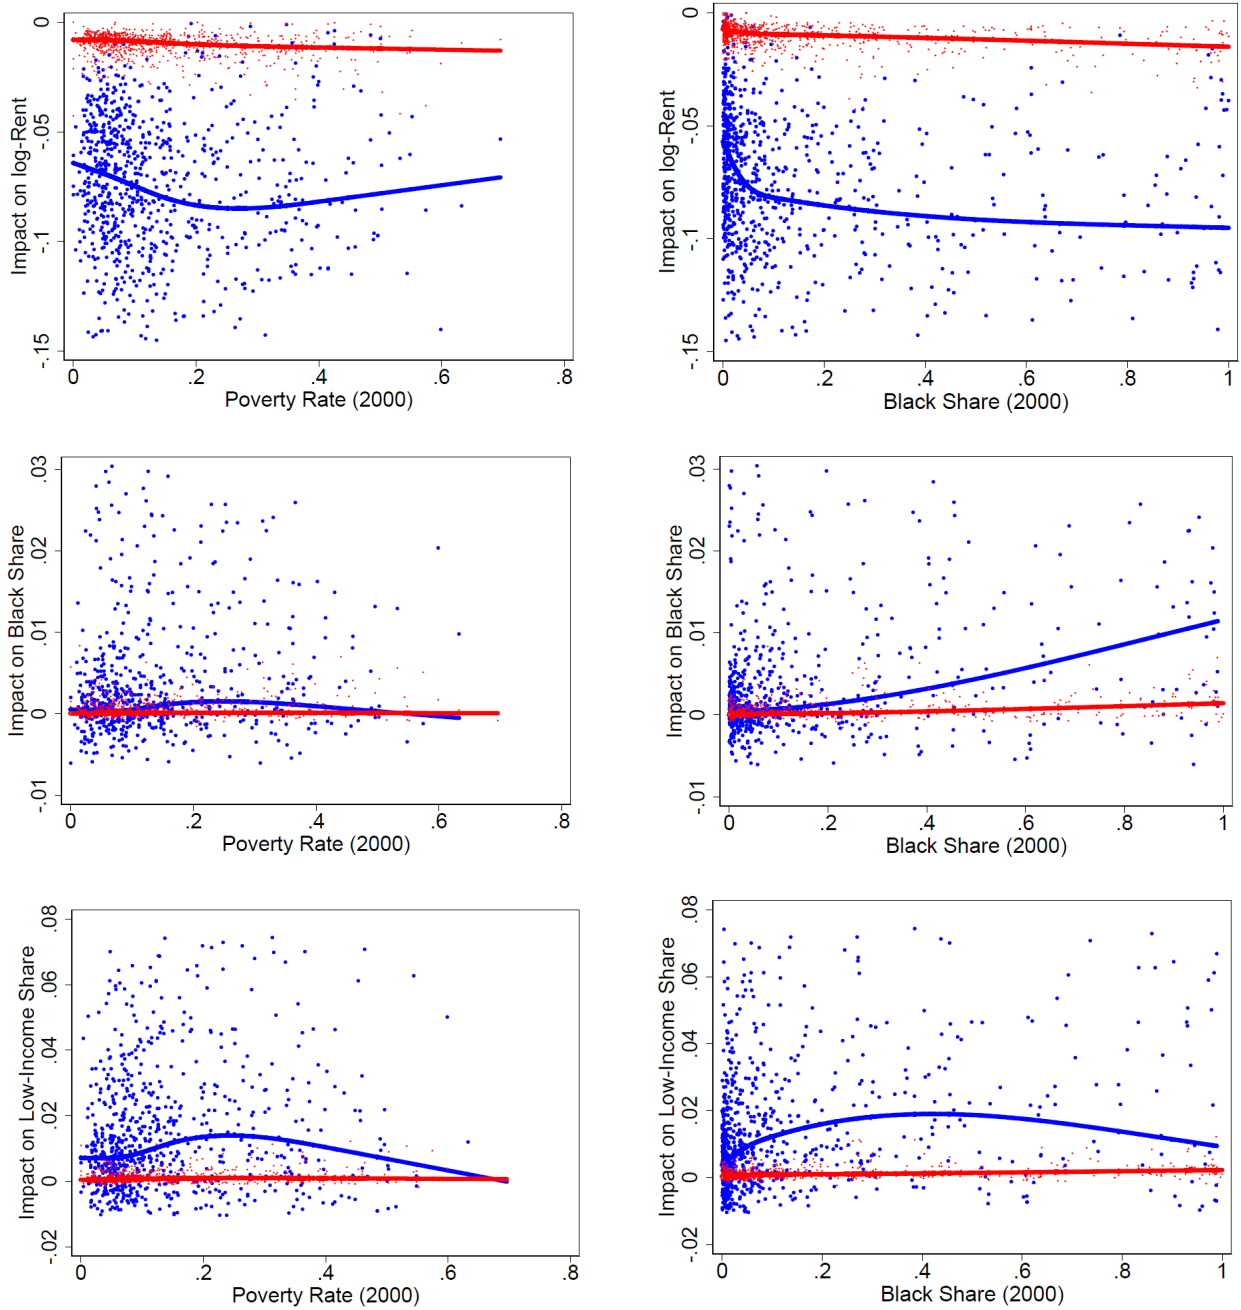 0
-.05
-.1
-.15
Impact on log-Rent
0 .2 .4 .6 .8
Poverty Rate (2000)
0
-.05
-.1
-.15
Impact on log-Rent
0 .2 .4 .6 .8 1
Black Share (2000)
.03
.02
.01
0
-.01
Impact on Black Share
0 .2 .4 .6 .8
Poverty Rate (2000)
.03
.02
.01
0
-.01
Impact on Black Share
0 .2 .4 .6 .8 1
Black Share (2000)
.08
.06
.04
.02
0
-.02
Impact on Low-Income Share
0 .2 .4 .6 .8
Poverty Rate (2000)
.08
.06
.04
.02
0
-.02
Impact on Low-Income Share
0 .2 .4 .6 .8 1
Black Share (2000)